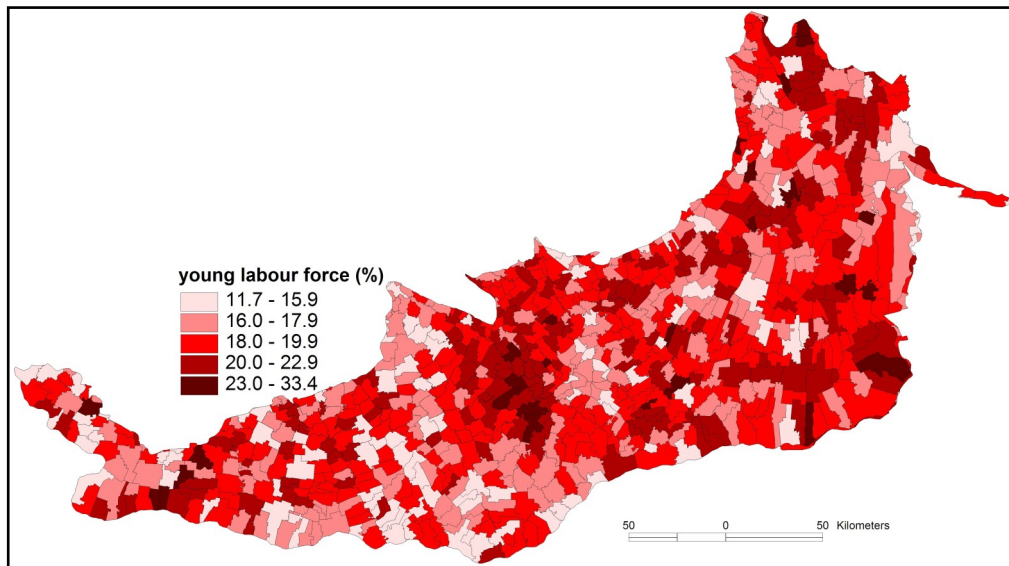 young labour force (%)
11.7 - 15.9
16.0 - 17.9
18.0 - 19.9
20.0 - 22.9
23.0 - 33.4
50 0 50 Kilometers